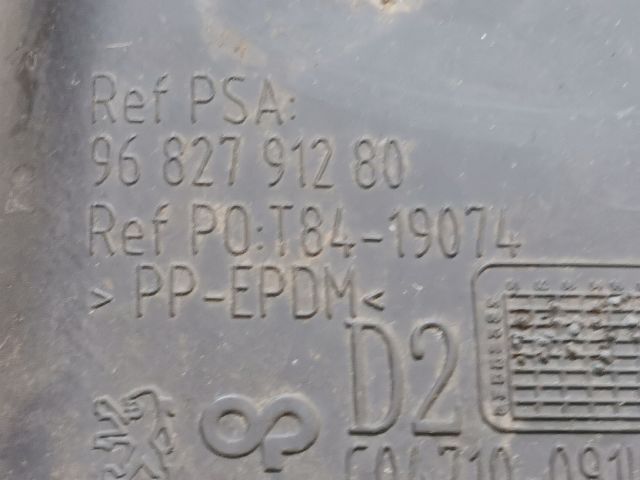 Ref PSA:
96 827 912 80
Ref PO:T84-19074
> PP-EPDM<
D2